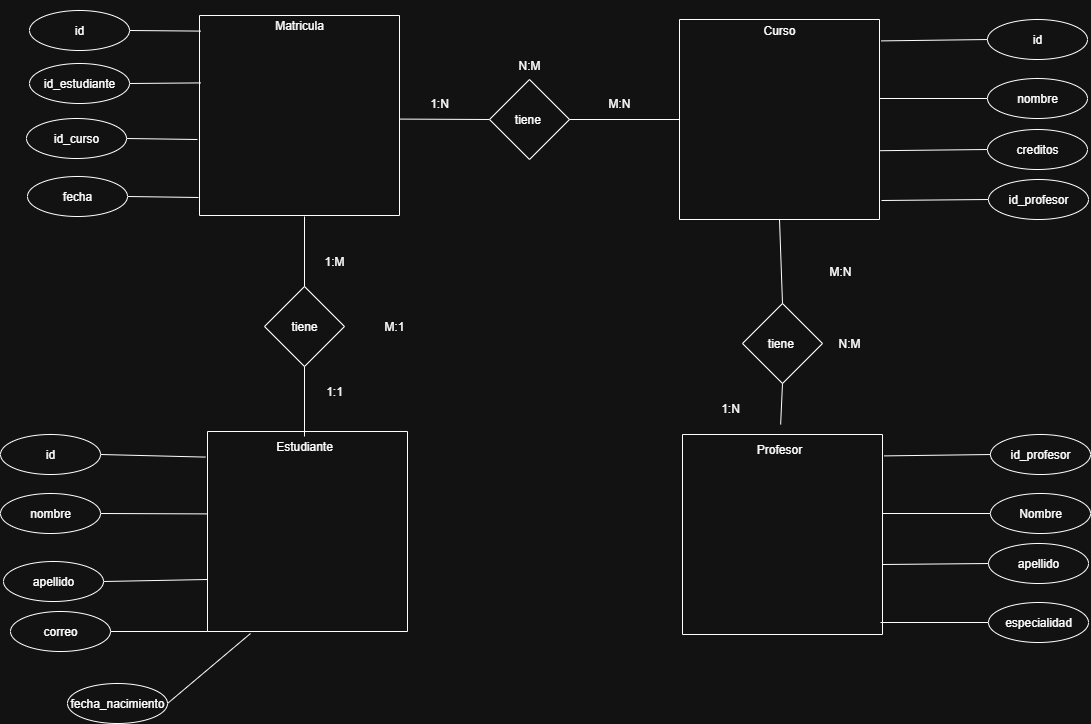 Matricula
id
id_estudiante
id_curso
fecha
N:M
1:N
tiene
M:N
Curso
id
nombre
creditos
id_profesor
1:M
tiene
M:1
1:1
M:N
tiene
N:M
1:N
Estudiante
id
nombre
apellido
correo
fecha_nacimiento
Profesor
id_profesor
Nombre
apellido
especialidad